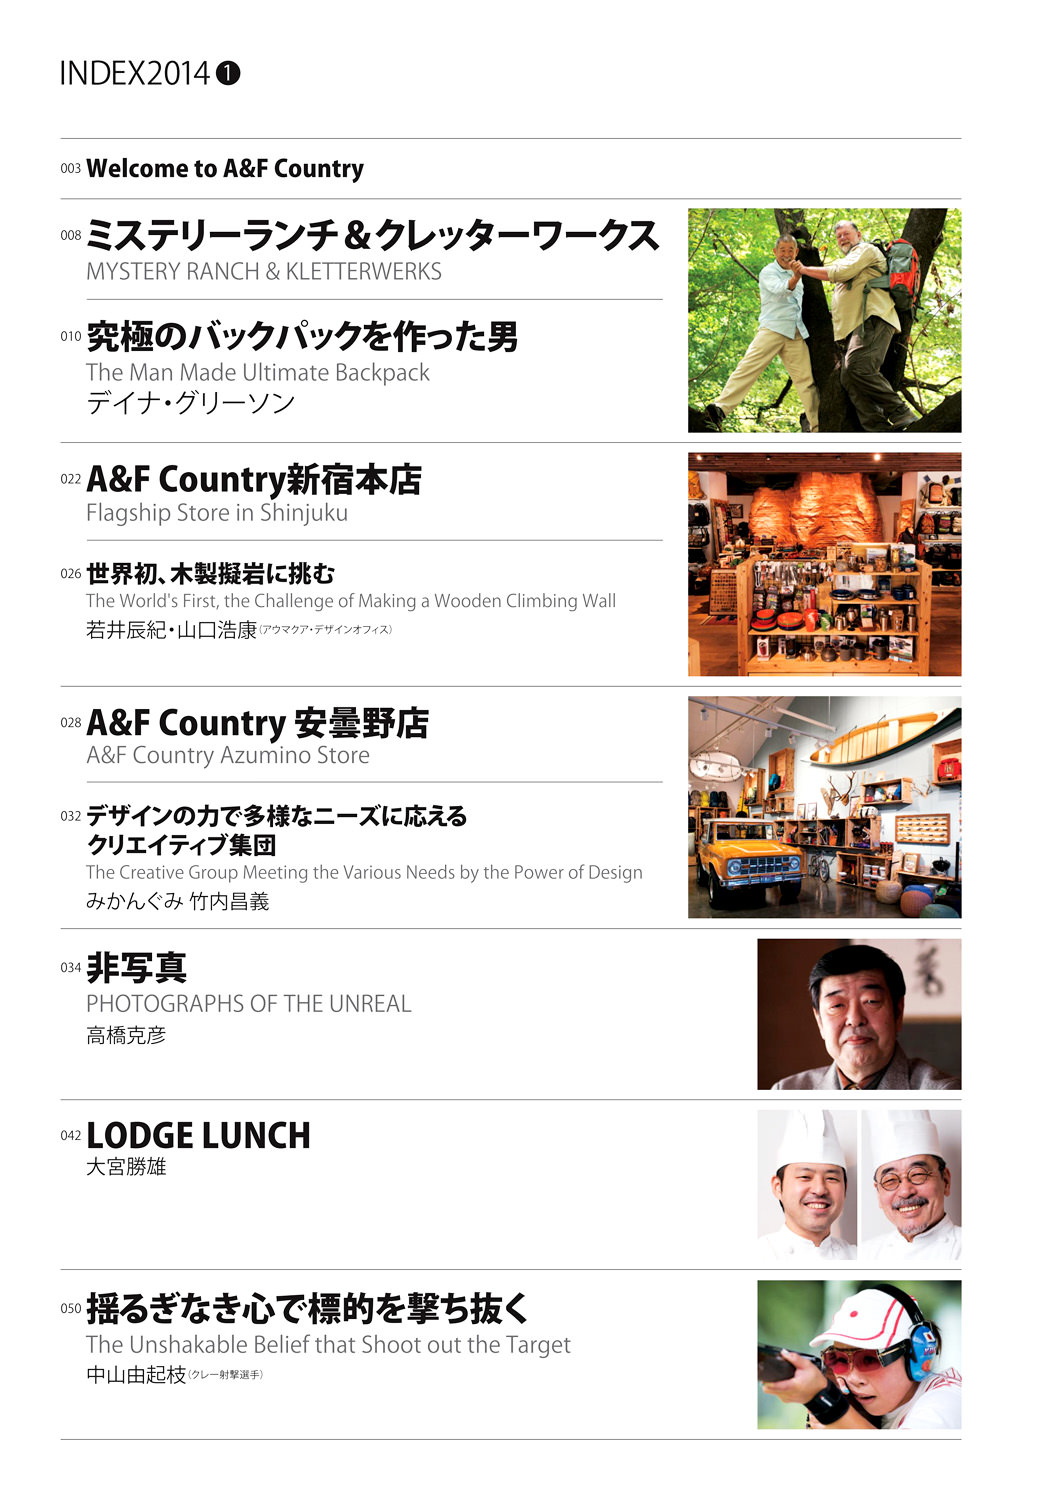 INDEX2014❶
003 Welcome to A&F Country
008 ミステリーランチ＆クレッターワークス
MYSTERY RANCH & KLETTERWERKS
010 究極のバックパックを作った男
The Man Made Ultimate Backpack
デイナ・グリーソン
022 A&F Country新宿本店
Flagship Store in Shinjuku
026 世界初、木製擬岩に挑む
The World's First, the Challenge of Making a Wooden Climbing Wall
若井辰紀・山口浩康（アウマクア・デザインオフィス）
028 A&F Country 安曇野店
A&F Country Azumino Store
032 デザインの力で多様なニーズに応える
クリエイティブ集団
The Creative Group Meeting the Various Needs by the Power of Design
みかんぐみ 竹内昌義
034 非写真
PHOTOGRAPHS OF THE UNREAL
高橋克彦
042 LODGE LUNCH
大宮勝雄
050 揺るぎなき心で標的を撃ち抜く
The Unshakable Belief that Shoot out the Target
中山由起枝（クレー射撃選手）